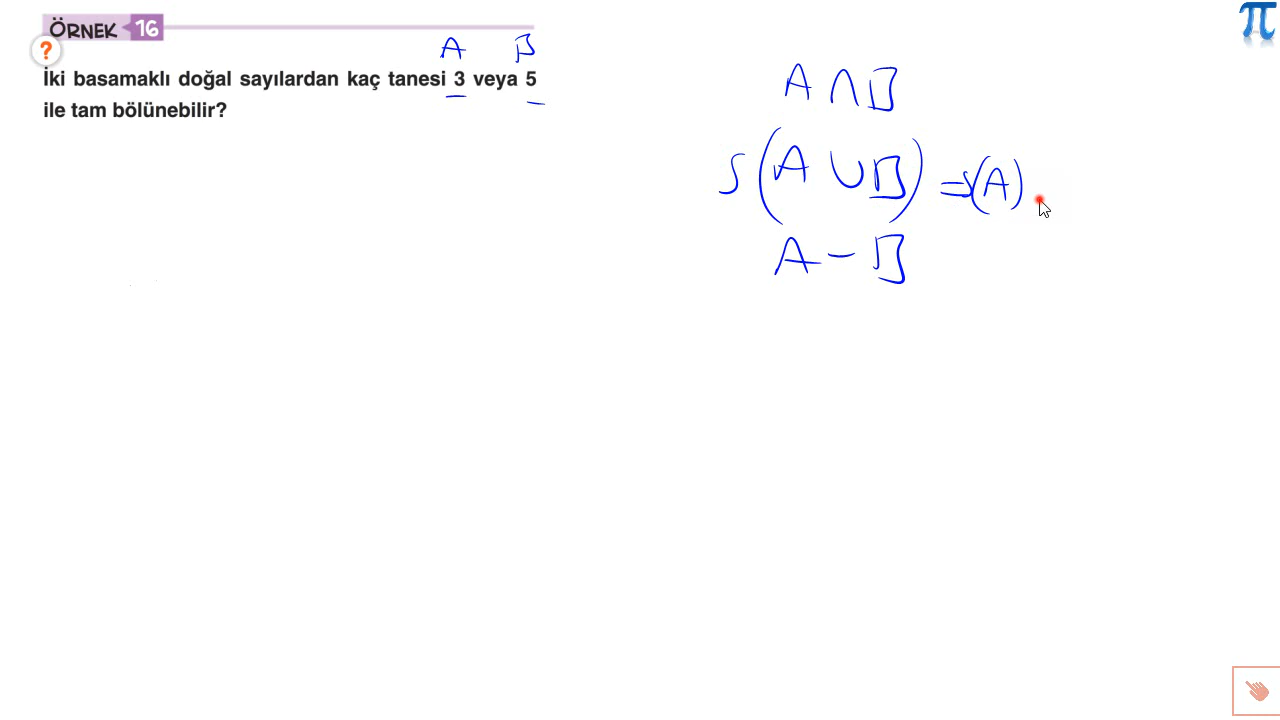 ÖRNEK 16
?
A B
İki basamaklı doğal sayılardan kaç tanesi 3 veya 5
ile tam bölünebilir?
A ∩ B
s(A ∪ B) = s(A)
A - B
π